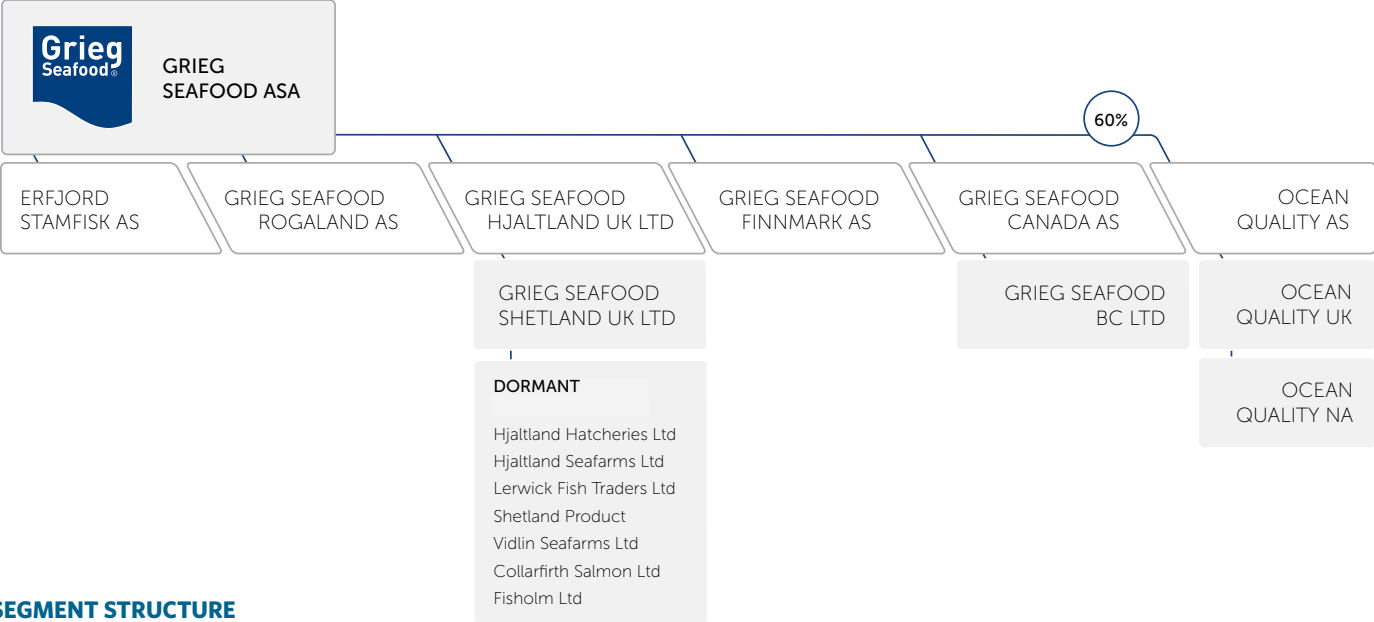 Grieg
Seafood®
GRIEG
SEAFOOD ASA
60%
ERFJORD
STAMFISK AS
GRIEG SEAFOOD
ROGALAND AS
GRIEG SEAFOOD
HJALTLAND UK LTD
GRIEG SEAFOOD
FINNMARK AS
GRIEG SEAFOOD
CANADA AS
OCEAN
QUALITY AS
GRIEG SEAFOOD
SHETLAND UK LTD
GRIEG SEAFOOD
BC LTD
OCEAN
QUALITY UK
DORMANT
Hjaltland Hatcheries Ltd
Hjaltland Seafarms Ltd
Lerwick Fish Traders Ltd
Shetland Product
Vidlin Seafarms Ltd
Collarfirth Salmon Ltd
Fisholm Ltd
OCEAN
QUALITY NA
SEGMENT STRUCTURE